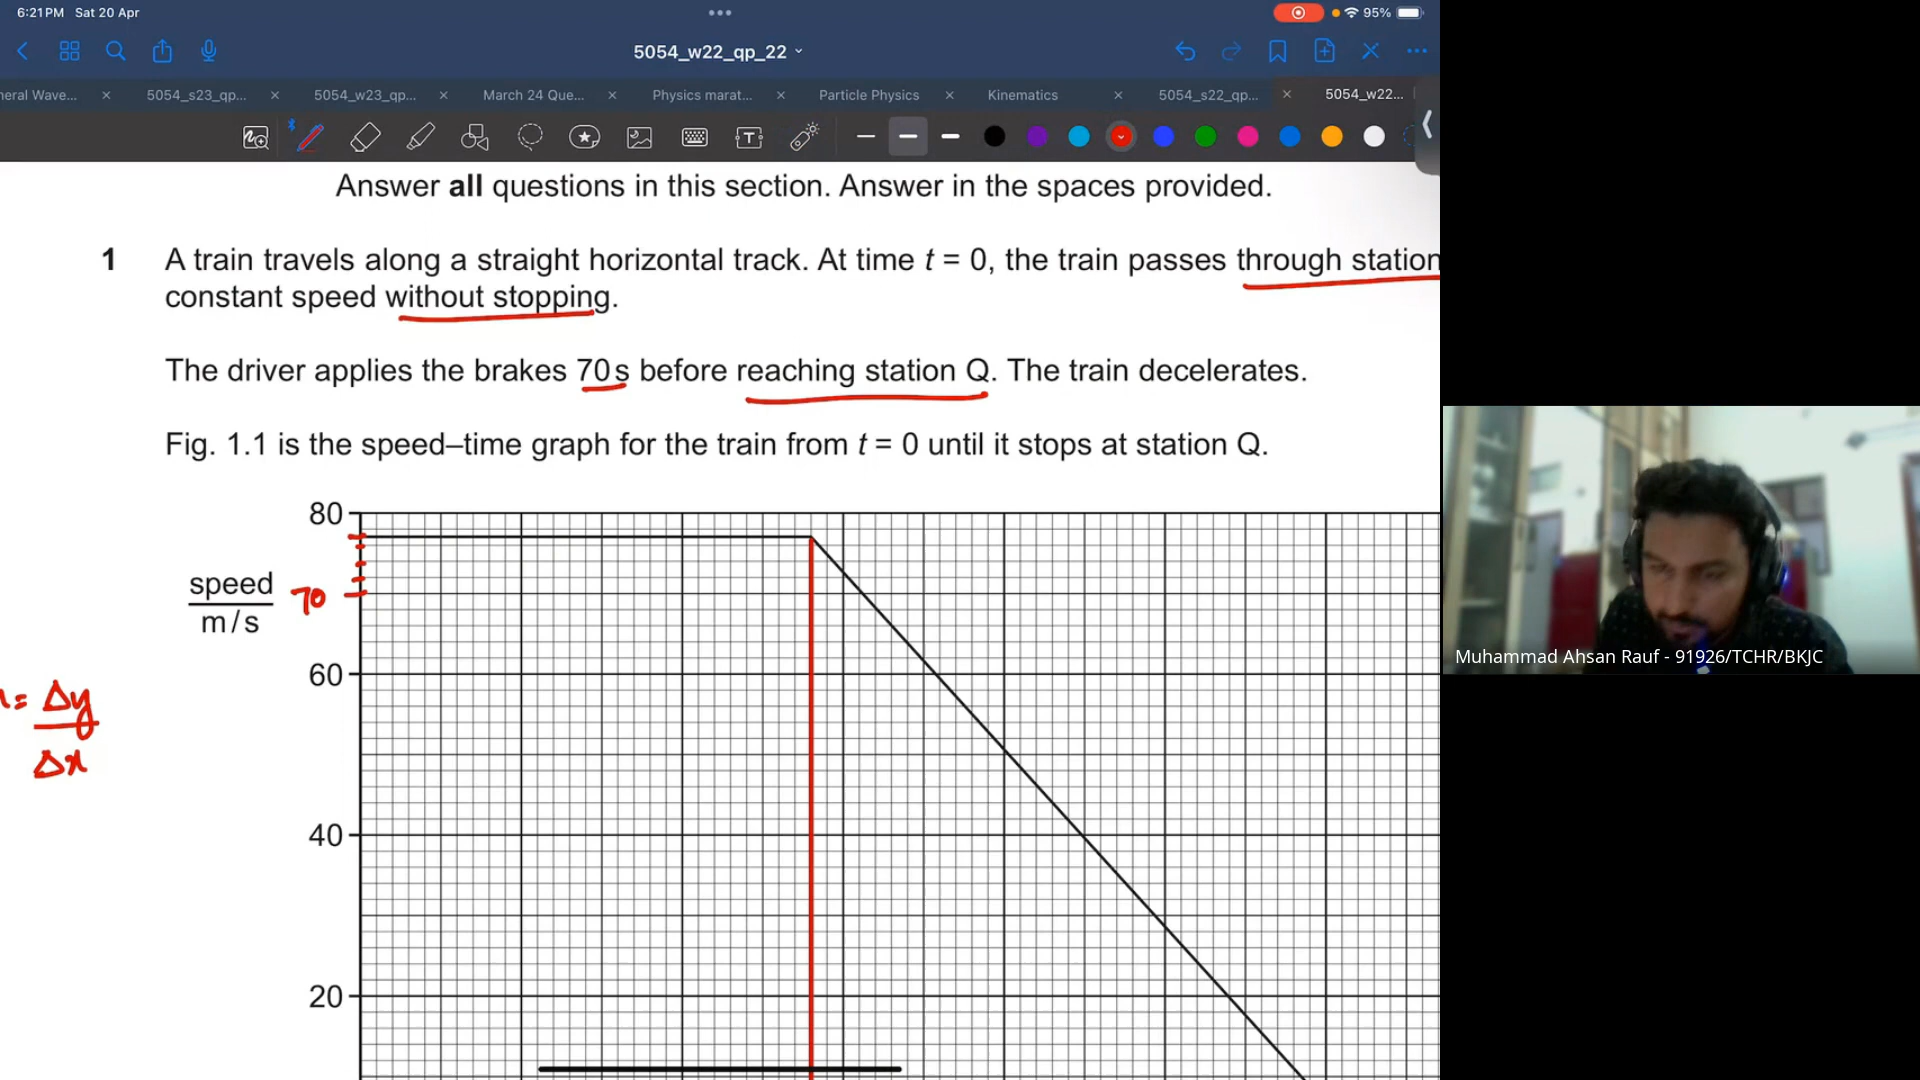 6:21PM Sat 20 Apr
95%
5054_w22_qp_22
neral Wave...
5054_s23_qp...
5054_w23_qp...
March 24 Que...
Physics marat...
Particle Physics
Kinematics
5054_s22_qp...
5054_w22...
Answer all questions in this section. Answer in the spaces provided.
1 A train travels along a straight horizontal track. At time t = 0, the train passes through station
constant speed without stopping.
The driver applies the brakes 70 s before reaching station Q. The train decelerates.
Fig. 1.1 is the speed–time graph for the train from t = 0 until it stops at station Q.
80
speed
m / s
70
60
= Δy
Δx
40
20
Muhammad Ahsan Rauf - 91926/TCHR/BKJC